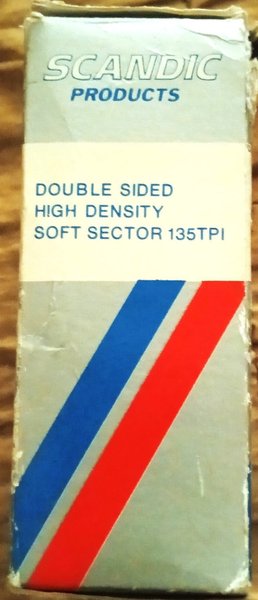 SCANDIC
PRODUCTS
DOUBLE SIDED
HIGH DENSITY
SOFT SECTOR 135TPI